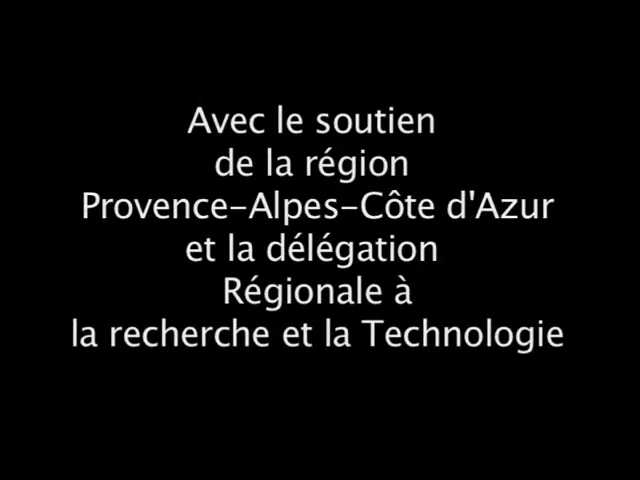 Avec le soutien
de la région
Provence-Alpes-Côte d'Azur
et la délégation
Régionale à
la recherche et la Technologie